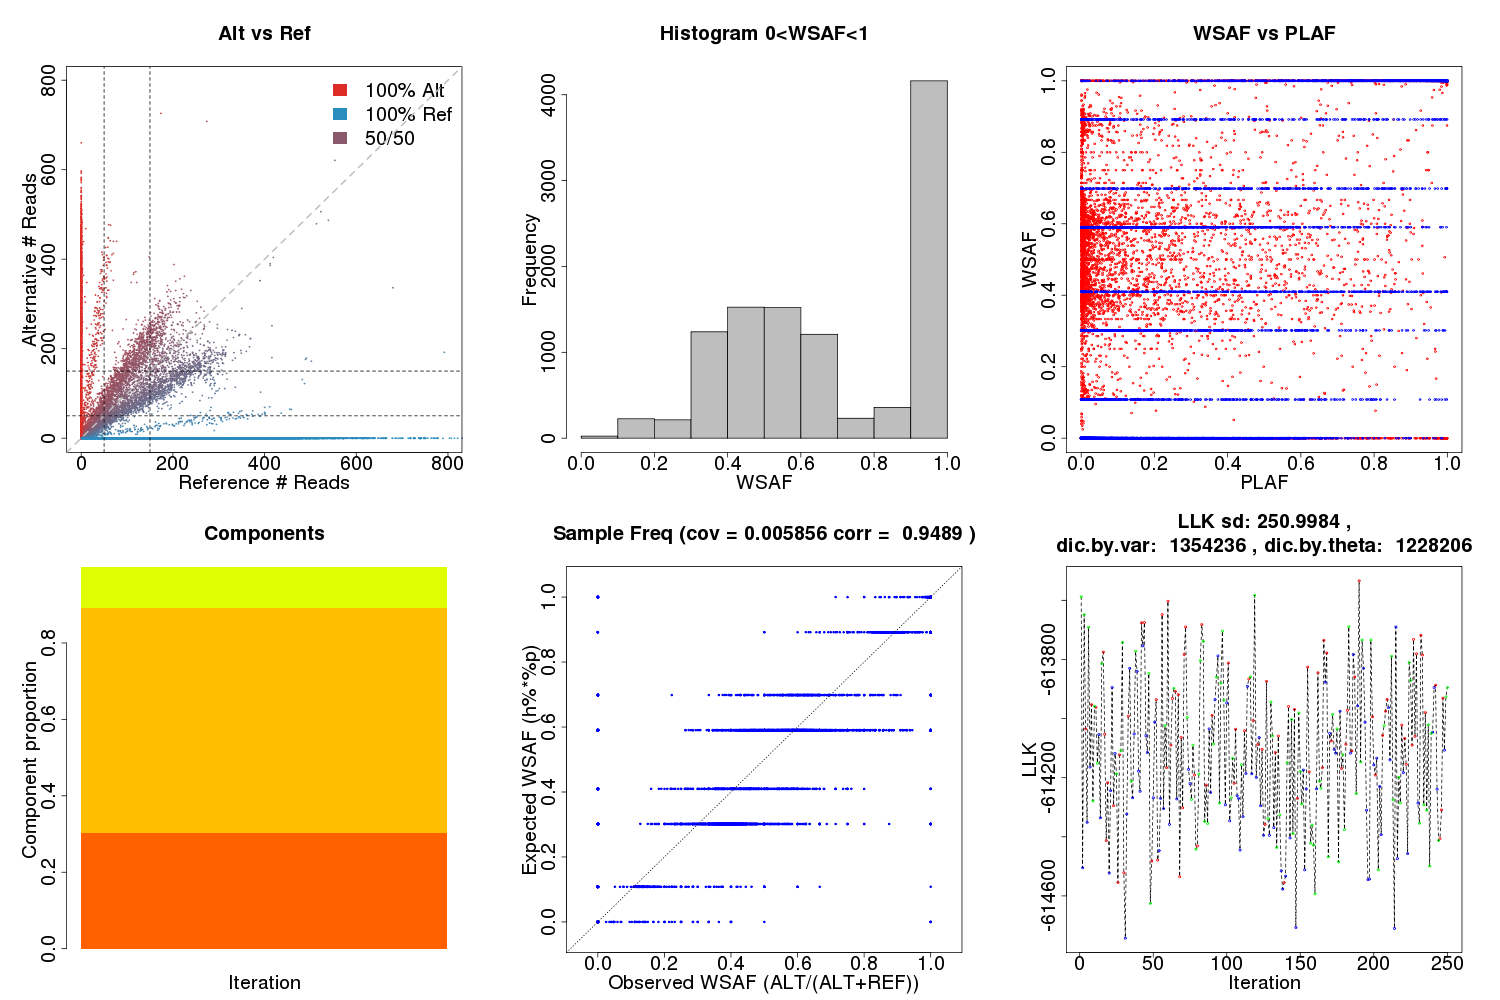 Alt vs Ref
100% Alt
100% Ref
50/50
Alternative # Reads
0 200 400 600 800
0 200 400 600 800
Reference # Reads
Histogram 0<WSAF<1
Frequency
0 1000 2000 3000 4000
0.0 0.2 0.4 0.6 0.8 1.0
WSAF
WSAF vs PLAF
WSAF
0.0 0.2 0.4 0.6 0.8 1.0
0.0 0.2 0.4 0.6 0.8 1.0
PLAF
Components
Component proportion
0.0 0.2 0.4 0.6 0.8
Iteration
Sample Freq (cov = 0.005856 corr = 0.9489 )
Expected WSAF (h%*%p)
0.0 0.2 0.4 0.6 0.8 1.0
0.0 0.2 0.4 0.6 0.8 1.0
Observed WSAF (ALT/(ALT+REF))
LLK sd: 250.9984 ,
dic.by.var: 1354236 , dic.by.theta: 1228206
LLK
-614600 -614200 -613800
0 50 100 150 200 250
Iteration